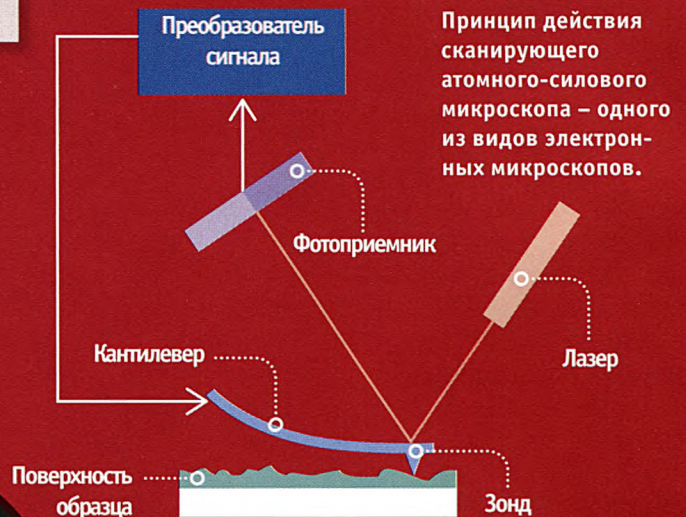 Преобразователь
сигнала
Принцип действия
сканирующего
атомного-силового
микроскопа – одного
из видов электрон-
ных микроскопов.
Фотоприемник
Лазер
Кантилевер
Поверхность
образца
Зонд